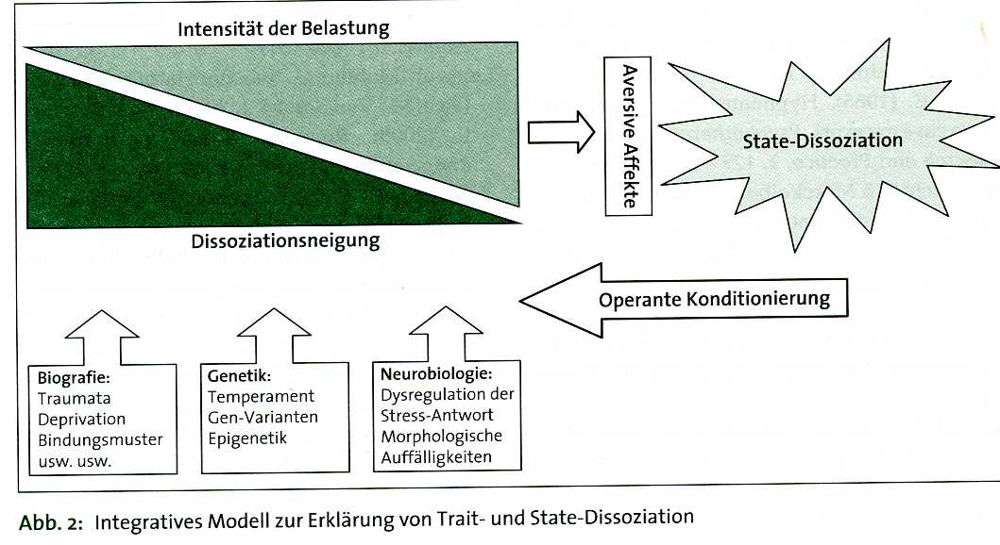 Intensität der Belastung
Aversive Affekte
State-Dissoziation
Dissoziationsneigung
Operante Konditionierung
Biografie:
Traumata
Deprivation
Bindungsmuster
usw. usw.
Genetik:
Temperament
Gen-Varianten
Epigenetik
Neurobiologie:
Dysregulation der
Stress-Antwort
Morphologische
Auffälligkeiten
Abb. 2: Integratives Modell zur Erklärung von Trait- und State-Dissoziation